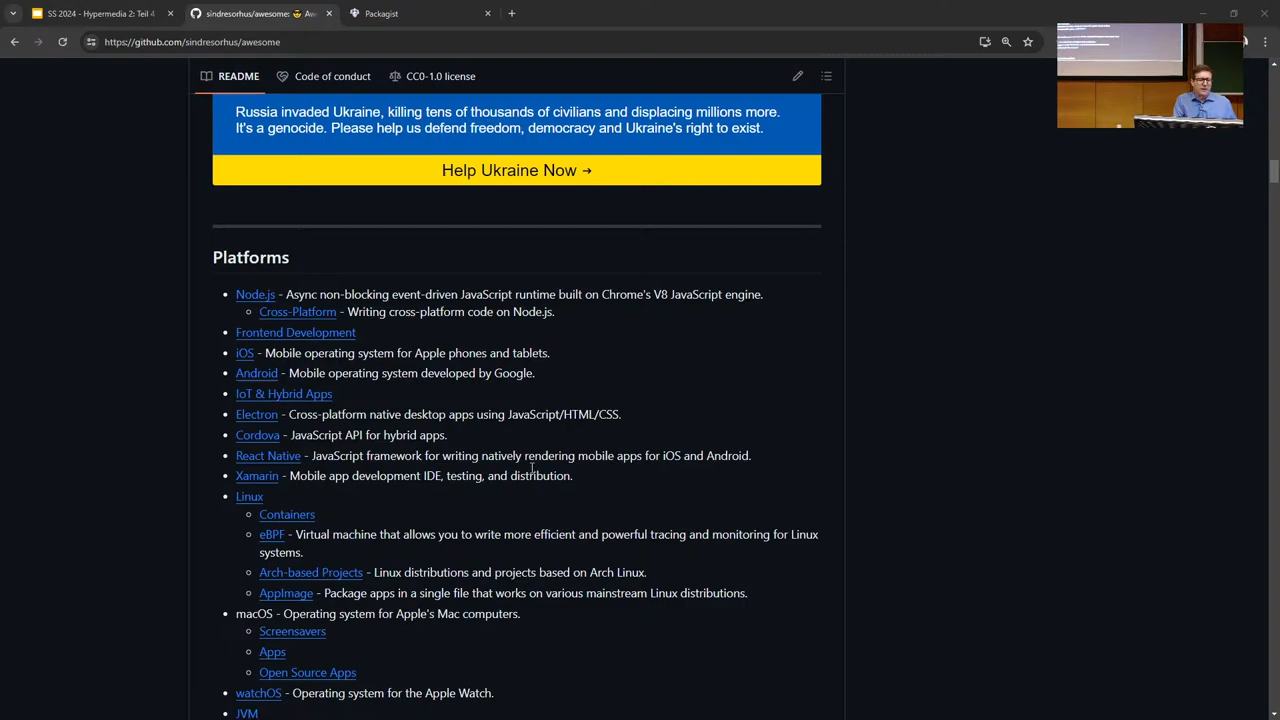 SS 2024 - Hypermedia 2: Teil 4
sindresorhus/awesome: 😎 Aw
Packagist
https://github.com/sindresorhus/awesome
README
Code of conduct
CC0-1.0 license
Russia invaded Ukraine, killing tens of thousands of civilians and displacing millions more.
It's a genocide. Please help us defend freedom, democracy and Ukraine's right to exist.
Help Ukraine Now →
Platforms
• Node.js - Async non-blocking event-driven JavaScript runtime built on Chrome's V8 JavaScript engine.
◦ Cross-Platform - Writing cross-platform code on Node.js.
• Frontend Development
• iOS - Mobile operating system for Apple phones and tablets.
• Android - Mobile operating system developed by Google.
• IoT & Hybrid Apps
• Electron - Cross-platform native desktop apps using JavaScript/HTML/CSS.
• Cordova - JavaScript API for hybrid apps.
• React Native - JavaScript framework for writing natively rendering mobile apps for iOS and Android.
• Xamarin - Mobile app development IDE, testing, and distribution.
• Linux
◦ Containers
◦ eBPF - Virtual machine that allows you to write more efficient and powerful tracing and monitoring for Linux
systems.
◦ Arch-based Projects - Linux distributions and projects based on Arch Linux.
◦ AppImage - Package apps in a single file that works on various mainstream Linux distributions.
• macOS - Operating system for Apple's Mac computers.
◦ Screensavers
◦ Apps
◦ Open Source Apps
• watchOS - Operating system for the Apple Watch.
• JVM